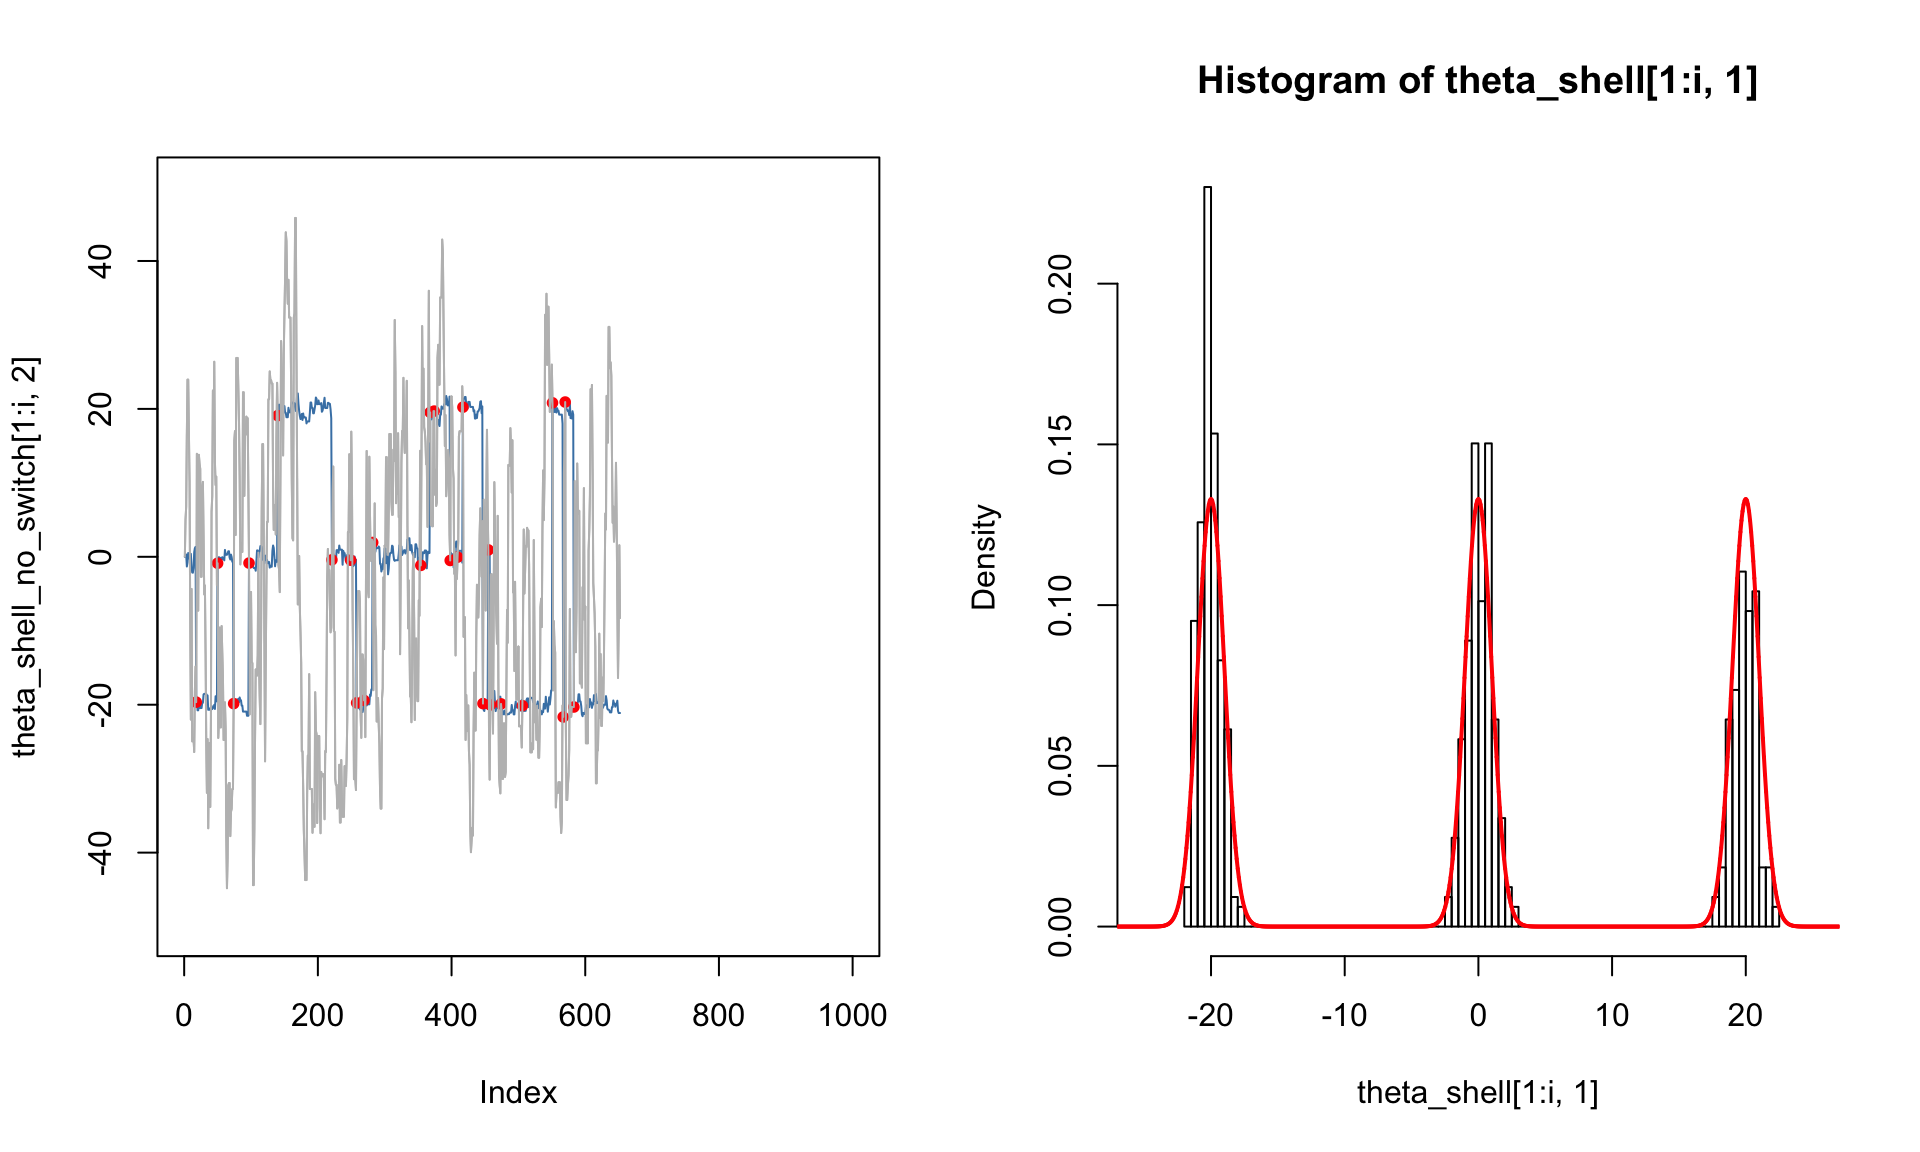 theta_shell_no_switch[1:i, 2]
40
20
0
-20
-40
0 200 400 600 800 1000
Index
Histogram of theta_shell[1:i, 1]
Density
0.20
0.15
0.10
0.05
0.00
-20 -10 0 10 20
theta_shell[1:i, 1]